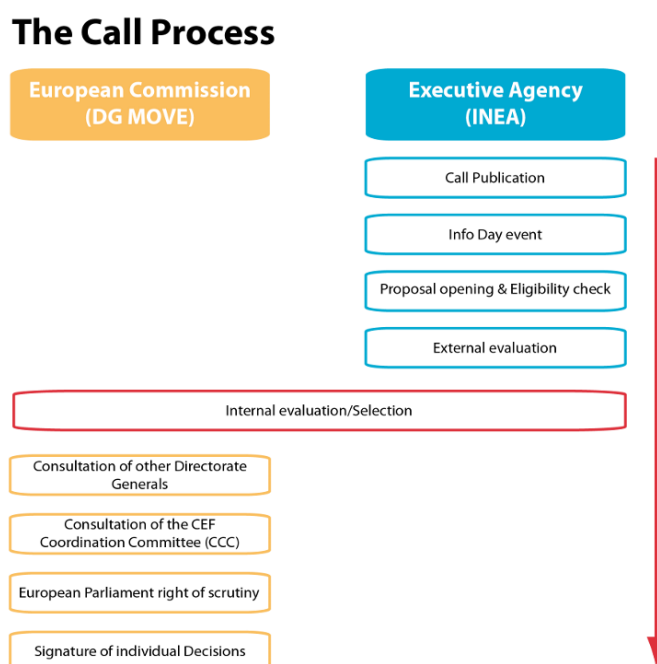 The Call Process
European Commission
(DG MOVE)
Executive Agency
(INEA)
Call Publication
Info Day event
Proposal opening & Eligibility check
External evaluation
Internal evaluation/Selection
Consultation of other Directorate
Generals
Consultation of the CEF
Coordination Committee (CCC)
European Parliament right of scrutiny
Signature of individual Decisions